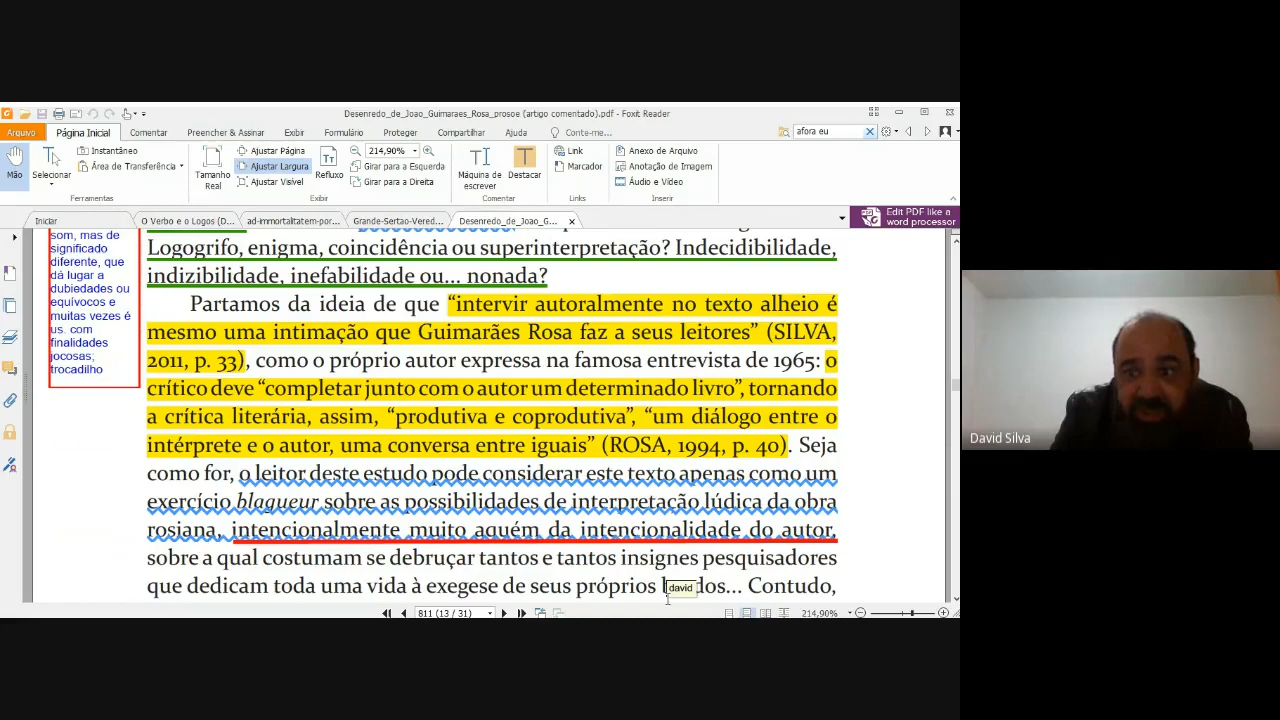 Desenredo_de_Joao_Guimaraes_Rosa_prosoe (artigo comentado).pdf - Foxit Reader
Arquivo Página Inicial Comentar Preencher & Assinar Exibir Formulário Proteger Compartilhar Ajuda Conte-me... afora eu
Mão
Selecionar
Instantâneo
Área de Transferência
Ferramentas
Tamanho Real
Ajustar Página
Ajustar Largura
Ajustar Visível
Refluxo
214,90%
Girar para a Esquerda
Girar para a Direita
Exibir
Máquina de escrever
Destacar
Comentar
Link
Marcador
Links
Anexo de Arquivo
Anotação de Imagem
Áudio e Vídeo
Inserir
Iniciar O Verbo e o Logos (D... ad-immortalitatem-por... Grande-Sertao-Vered... Desenredo_de_Joao_G...
Edit PDF like a
word processor
som, mas de
significado
diferente, que
dá lugar a
dubiedades ou
equívocos e
muitas vezes é
us. com
finalidades
jocosas;
trocadilho
Logogrifo, enigma, coincidência ou superinterpretação? Indecidibilidade,
indizibilidade, inefabilidade ou... nonada?
Partamos da ideia de que “intervir autoralmente no texto alheio é
mesmo uma intimação que Guimarães Rosa faz a seus leitores” (SILVA,
2011, p. 33), como o próprio autor expressa na famosa entrevista de 1965: o
crítico deve “completar junto com o autor um determinado livro”, tornando
a crítica literária, assim, “produtiva e coprodutiva”, “um diálogo entre o
intérprete e o autor, uma conversa entre iguais” (ROSA, 1994, p. 40). Seja
como for, o leitor deste estudo pode considerar este texto apenas como um
exercício blagueur sobre as possibilidades de interpretação lúdica da obra
rosiana, intencionalmente muito aquém da intencionalidade do autor,
sobre a qual costumam se debruçar tantos e tantos insignes pesquisadores
que dedicam toda uma vida à exegese de seus próprios dos... Contudo,
david
811 (13 / 31)
214,90%
David Silva